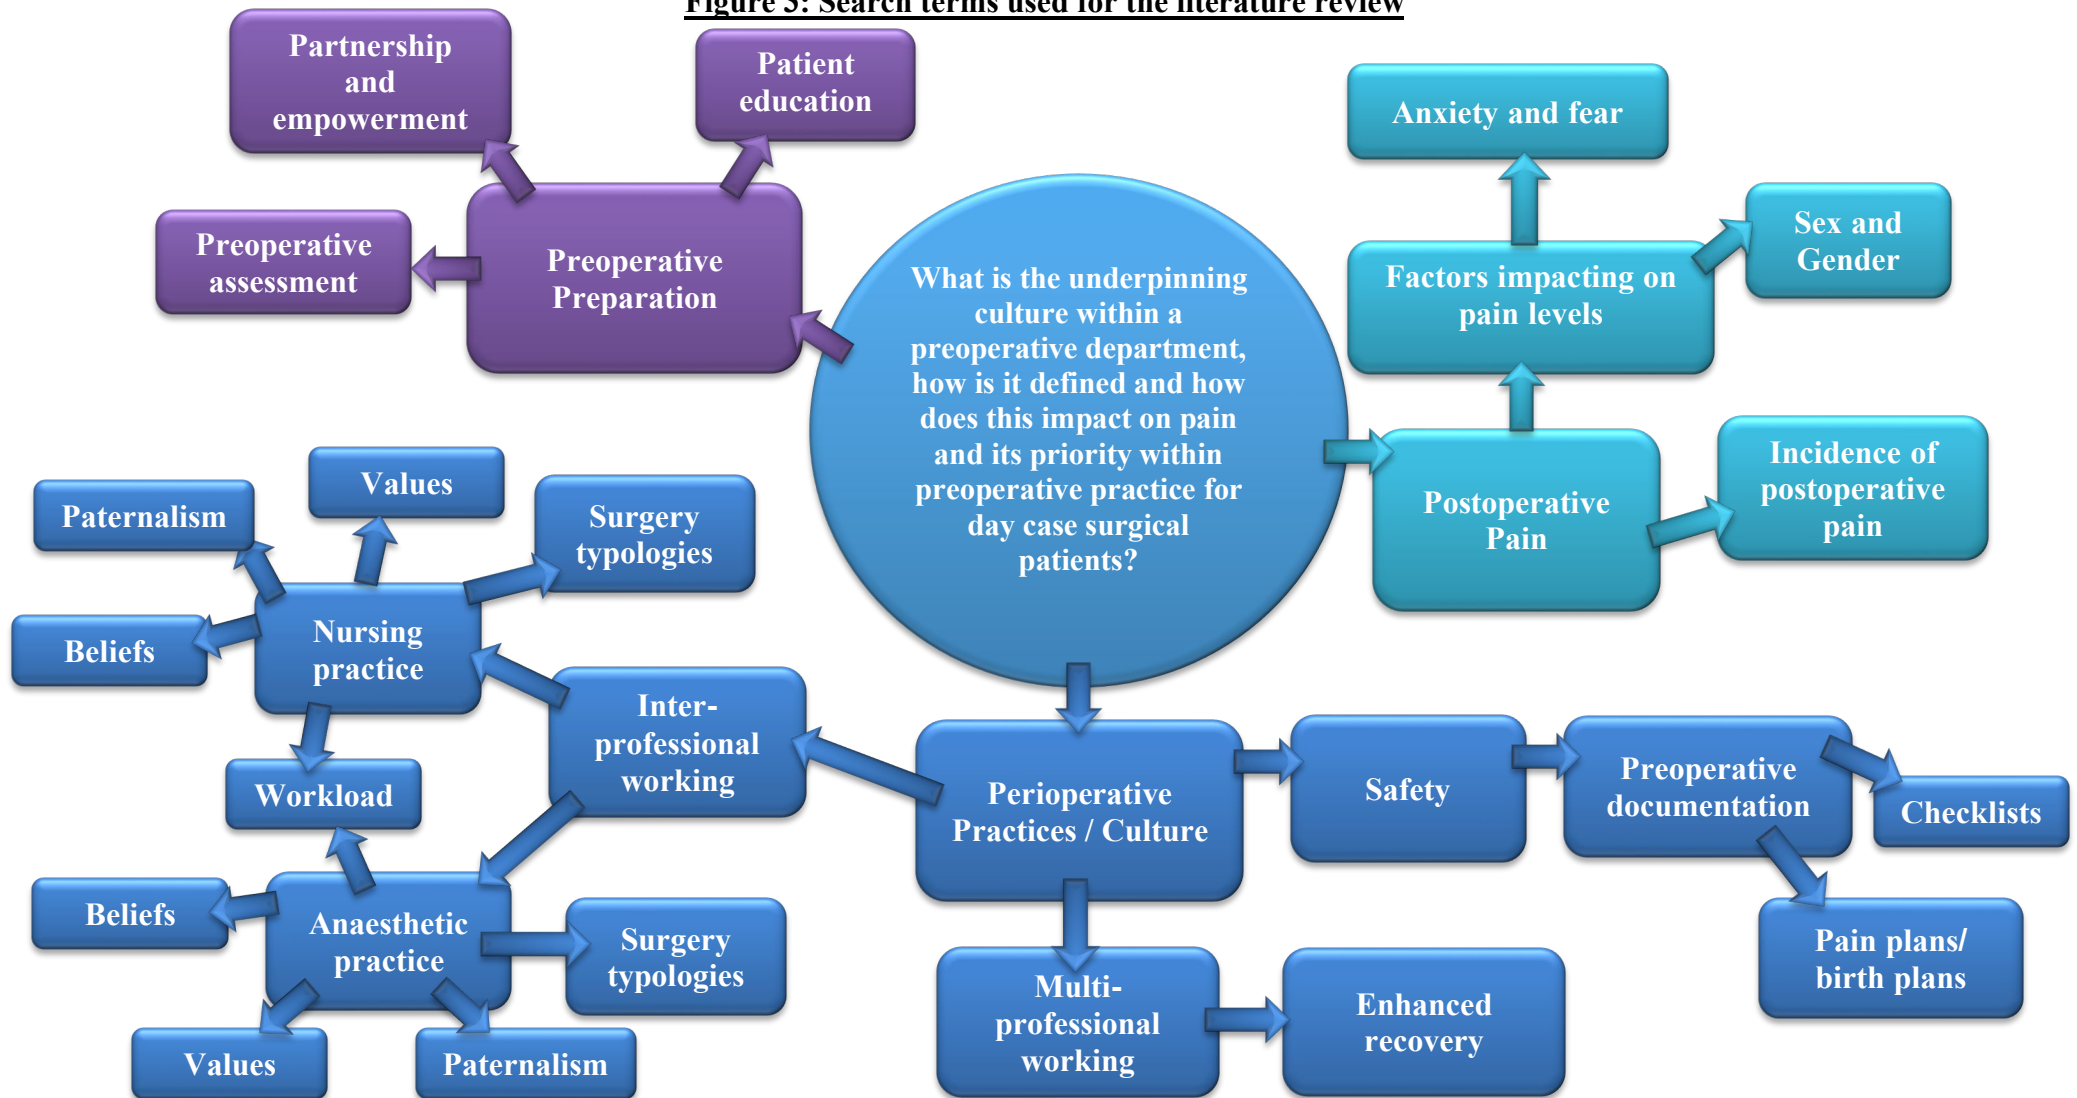 Figure 3: Search terms used for the literature review
Partnership
and
empowerment
Patient
education
Preoperative
assessment
Preoperative
Preparation
What is the underpinning
culture within a
preoperative department,
how is it defined and how
does this impact on pain
and its priority within
preoperative practice for
day case surgical
patients?
Anxiety and fear
Sex and
Gender
Factors impacting on
pain levels
Postoperative
Pain
Incidence of
postoperative
pain
Values
Paternalism
Surgery
typologies
Nursing
practice
Beliefs
Inter-
professional
working
Workload
Beliefs
Anaesthetic
practice
Surgery
typologies
Values
Paternalism
Perioperative
Practices / Culture
Safety
Preoperative
documentation
Checklists
Pain plans/
birth plans
Multi-
professional
working
Enhanced
recovery